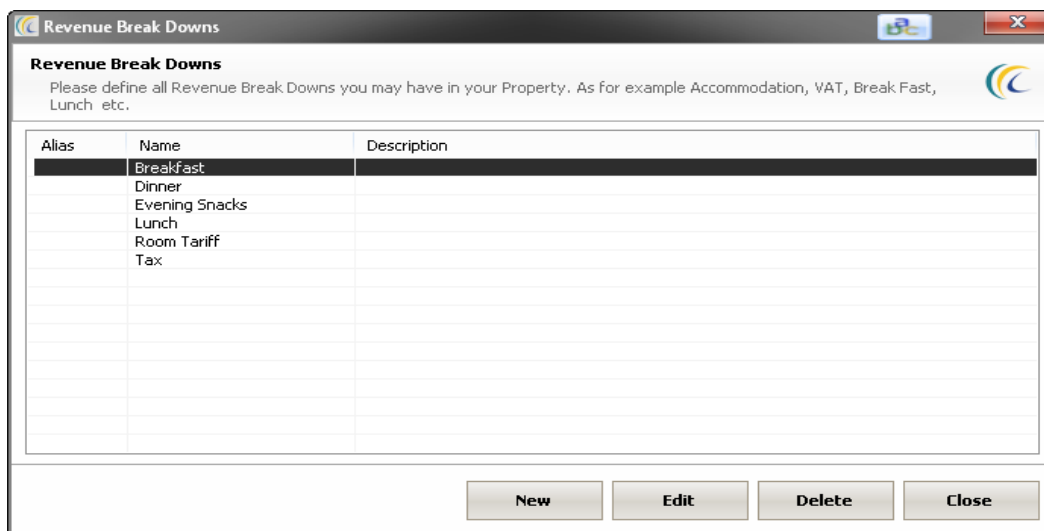 Revenue Break Downs
Revenue Break Downs
Please define all Revenue Break Downs you may have in your Property. As for example Accommodation, VAT, Break Fast,
Lunch etc.
Alias Name Description
Breakfast
Dinner
Evening Snacks
Lunch
Room Tariff
Tax
New Edit Delete Close